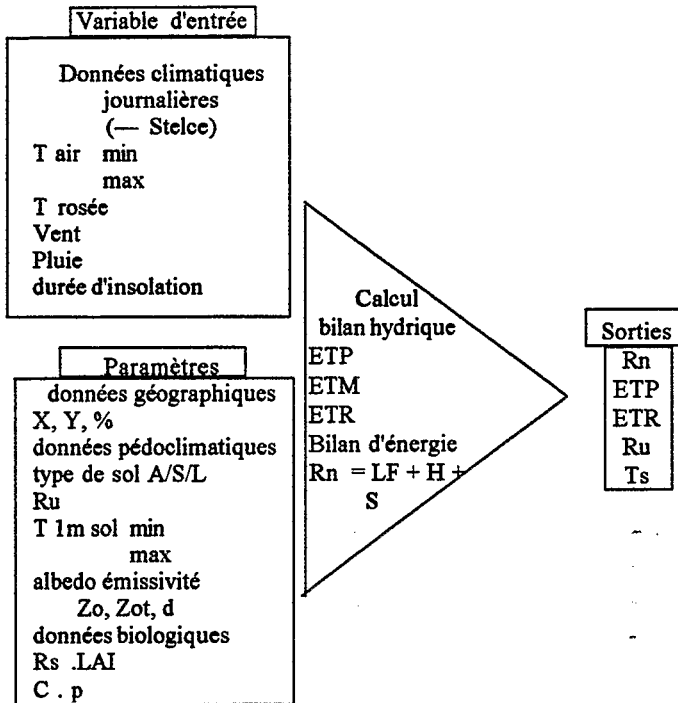 Variable d'entrée
Données climatiques
journalières
(— Stelce)
T air min
max
T rosée
Vent
Pluie
durée d'insolation
Paramètres
données géographiques
X, Y, %
données pédoclimatiques
type de sol A/S/L
Ru
T 1m sol min
max
albedo émissivité
Zo, Zot, d
données biologiques
Rs .LAI
C . p
Calcul
bilan hydrique
ETP
ETM
ETR
Bilan d'énergie
Rn = LF + H +
S
Sorties
Rn
ETP
ETR
Ru
Ts